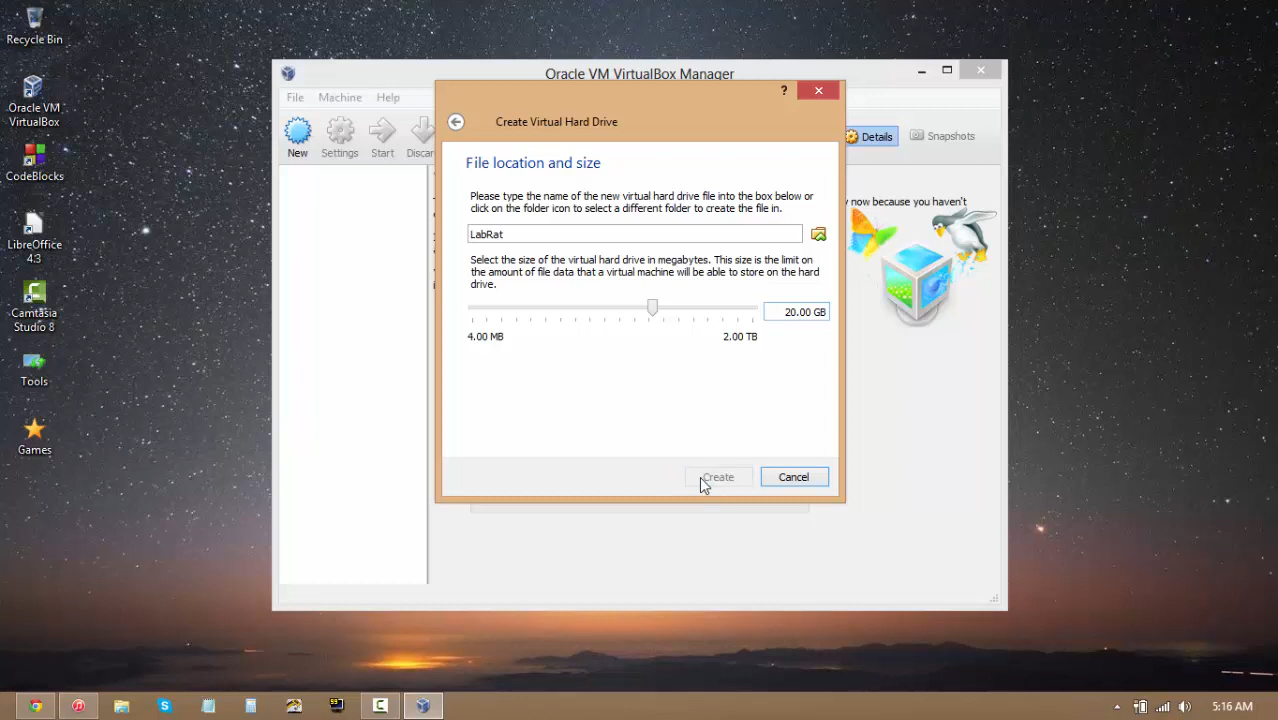 Recycle Bin
Oracle VM
VirtualBox
CodeBlocks
LibreOffice
4.3
Camtasia
Studio 8
Tools
Games
Oracle VM VirtualBox Manager
File Machine Help
New Settings Start Discar
Details Snapshots
y now because you haven't
?
Create Virtual Hard Drive
File location and size
Please type the name of the new virtual hard drive file into the box below or
click on the folder icon to select a different folder to create the file in.
LabRat
Select the size of the virtual hard drive in megabytes. This size is the limit on
the amount of file data that a virtual machine will be able to store on the hard
drive.
20.00 GB
4.00 MB 2.00 TB
Create Cancel
5:16 AM